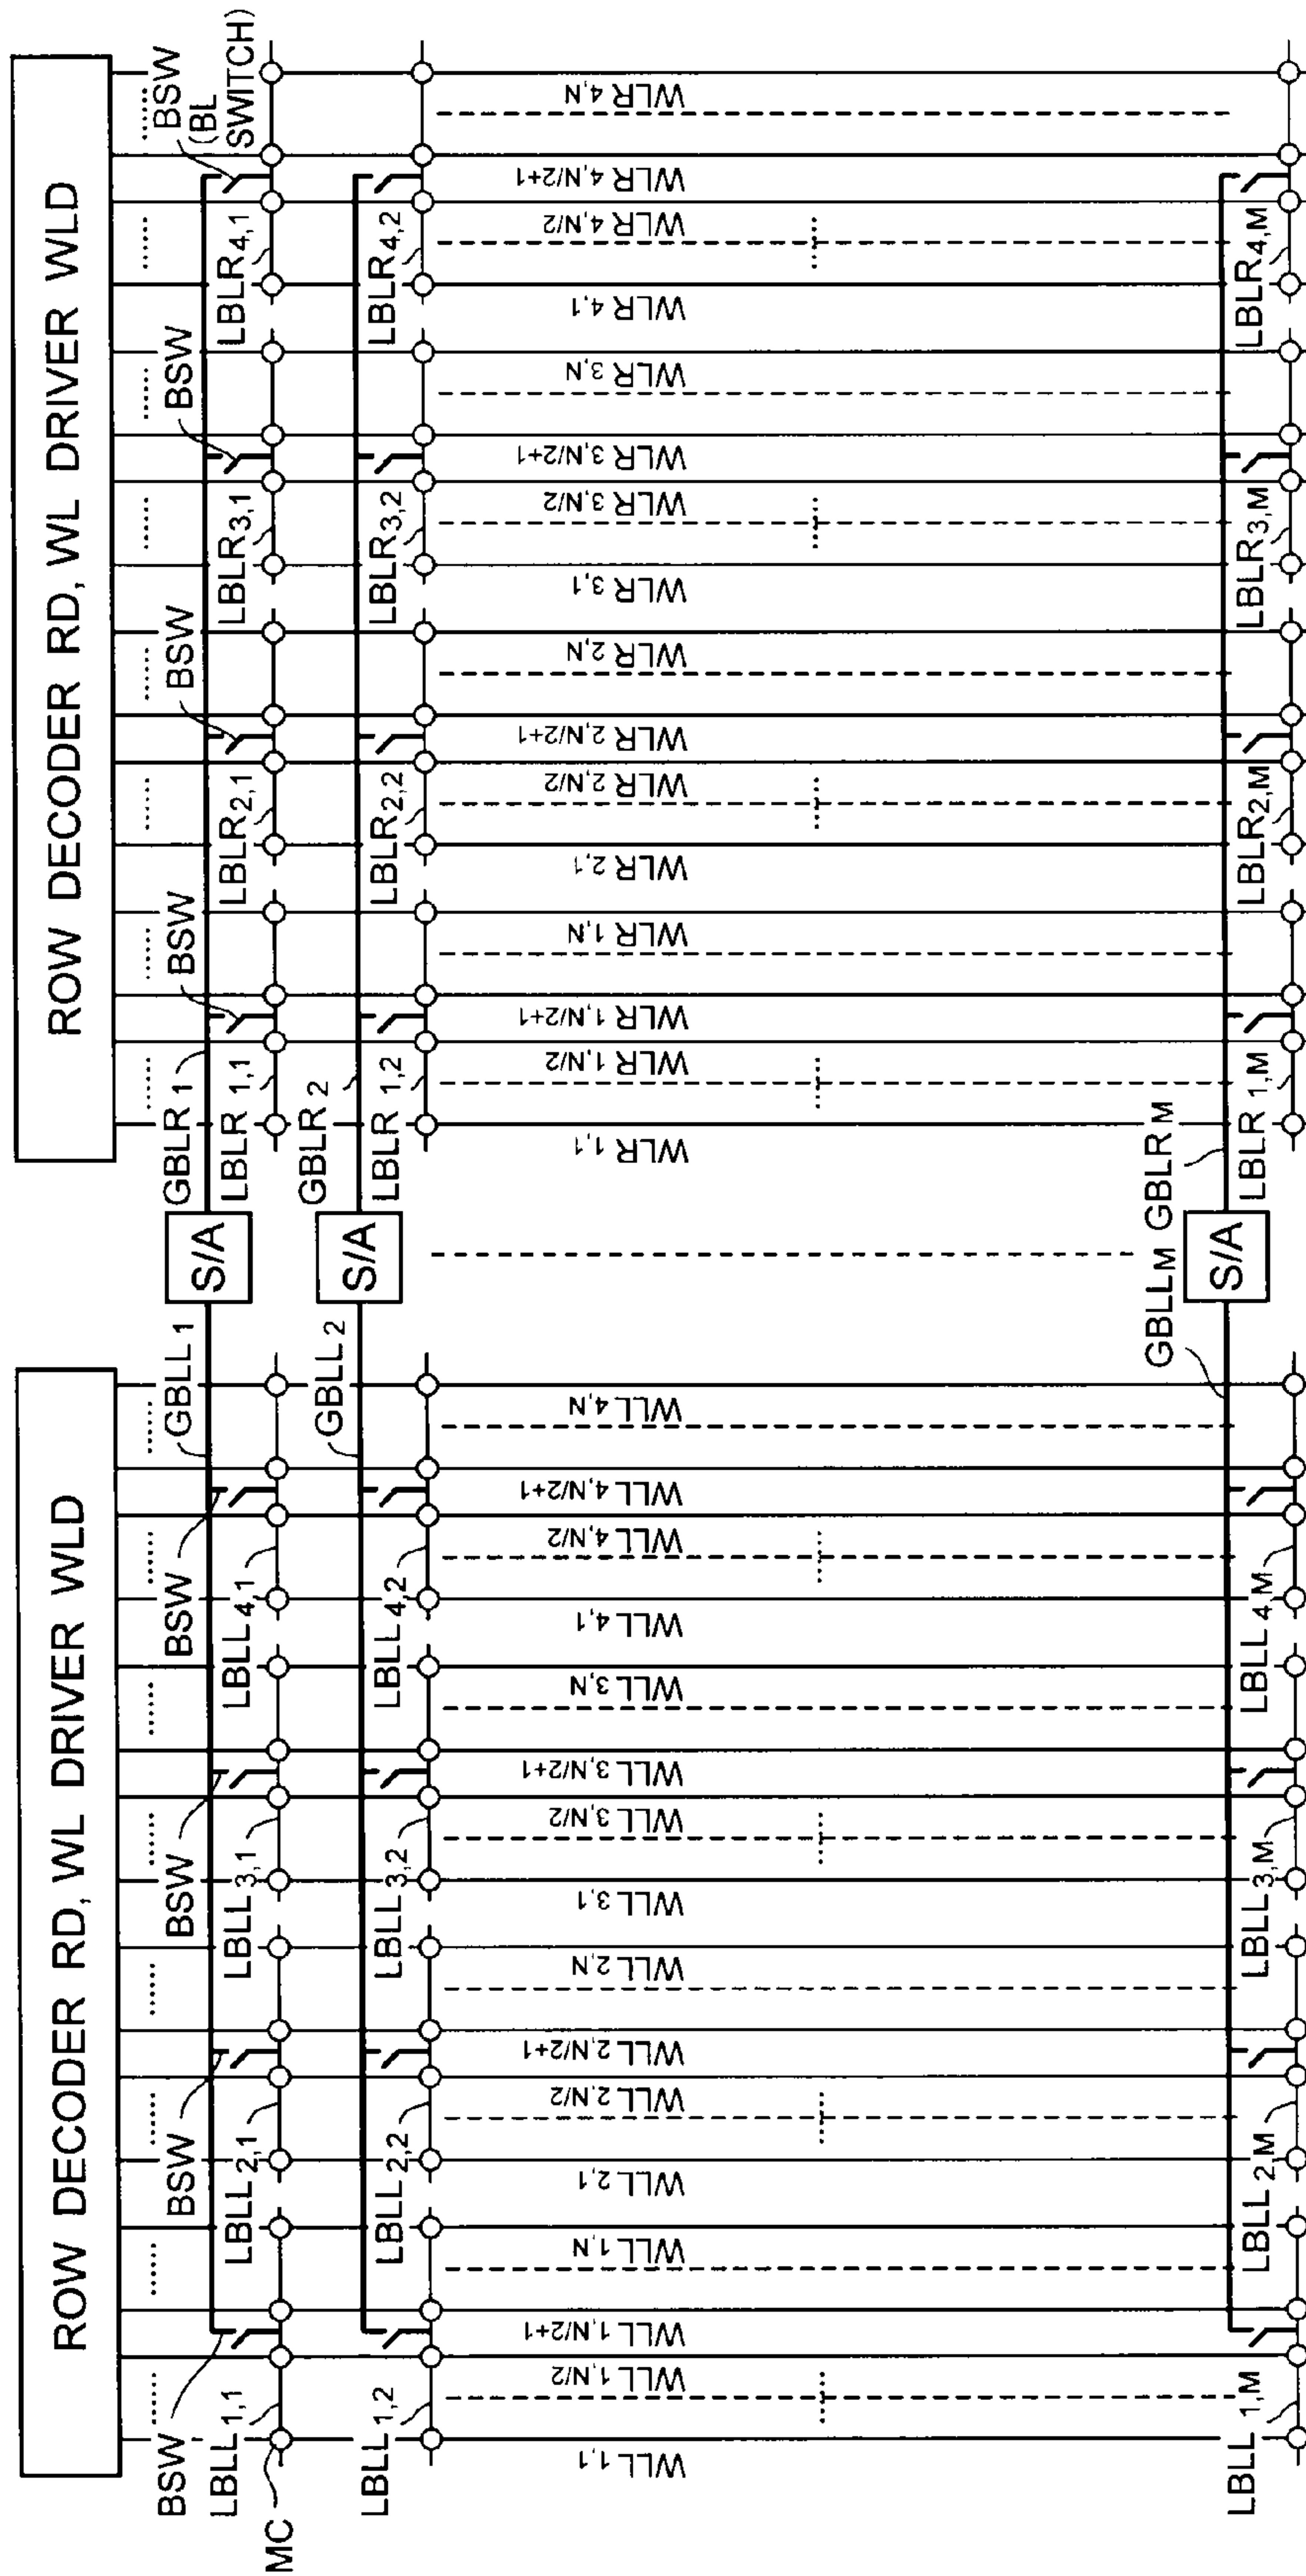 ROW DECODER RD, WL DRIVER WLD
ROW DECODER RD, WL DRIVER WLD
BSW
BSW
BSW
BSW
GBLL 1
S/A
GBLR 1
BSW
BSW
BSW
BSW
(BL
SWITCH)
LBLL 1,1
LBLL 2,1
LBLL 3,1
LBLL 4,1
LBLR 1,1
LBLR 2,1
LBLR 3,1
LBLR 4,1
MC
GBLL 2
S/A
GBLR 2
LBLL 1,2
LBLL 2,2
LBLL 3,2
LBLL 4,2
LBLR 1,2
LBLR 2,2
LBLR 3,2
LBLR 4,2
WLL 1,1
WLL 1,N/2
WLL 1,N/2+1
WLL 1,N
WLL 2,1
WLL 2,N/2
WLL 2,N/2+1
WLL 2,N
WLL 3,1
WLL 3,N/2
WLL 3,N/2+1
WLL 3,N
WLL 4,1
WLL 4,N/2
WLL 4,N/2+1
WLL 4,N
WLR 1,1
WLR 1,N/2
WLR 1,N/2+1
WLR 1,N
WLR 2,1
WLR 2,N/2
WLR 2,N/2+1
WLR 2,N
WLR 3,1
WLR 3,N/2
WLR 3,N/2+1
WLR 3,N
WLR 4,1
WLR 4,N/2
WLR 4,N/2+1
WLR 4,N
GBLLM
GBLR M
S/A
LBLL 1,M
LBLL 2,M
LBLL 3,M
LBLL 4,M
LBLR 1,M
LBLR 2,M
LBLR 3,M
LBLR 4,M